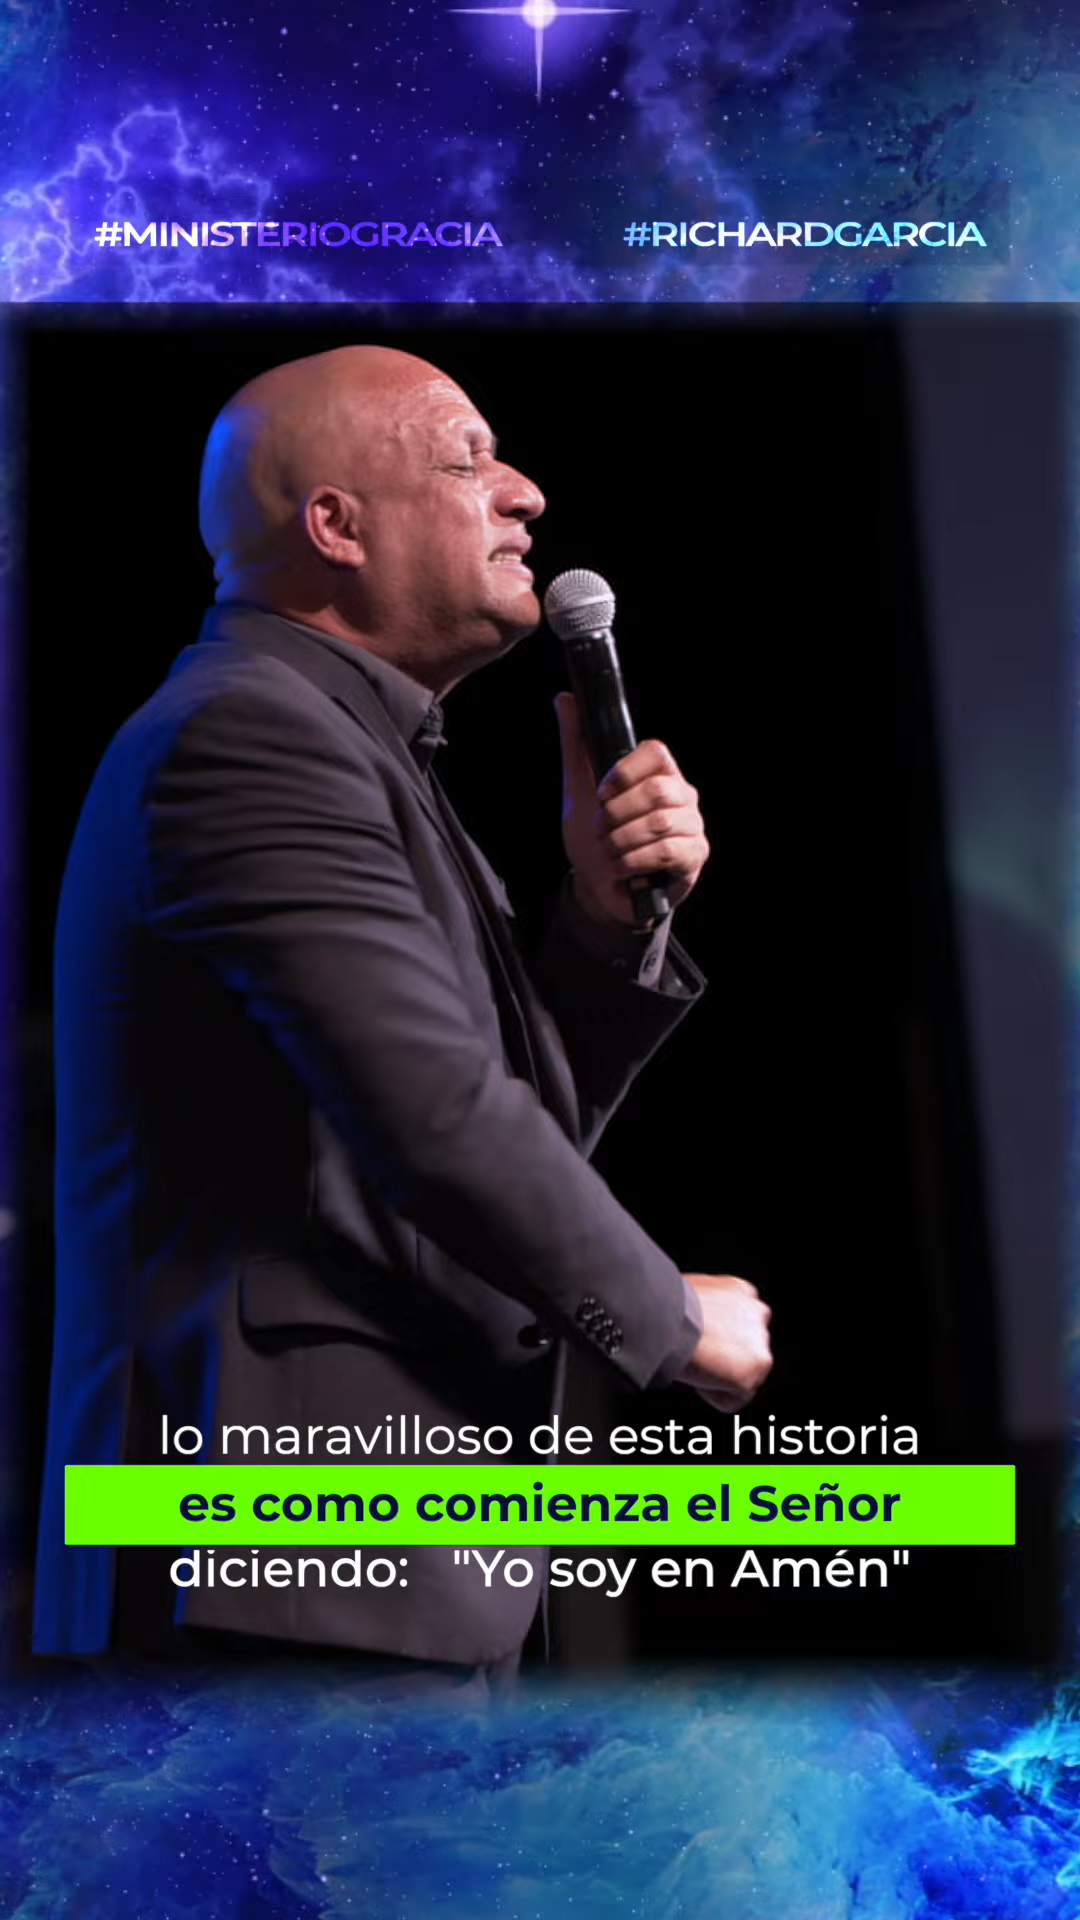 #MINISTERIOGRACIA #RICHARDGARCIA
lo maravilloso de esta historia
es como comienza el Señor
diciendo: "Yo soy en Amén"